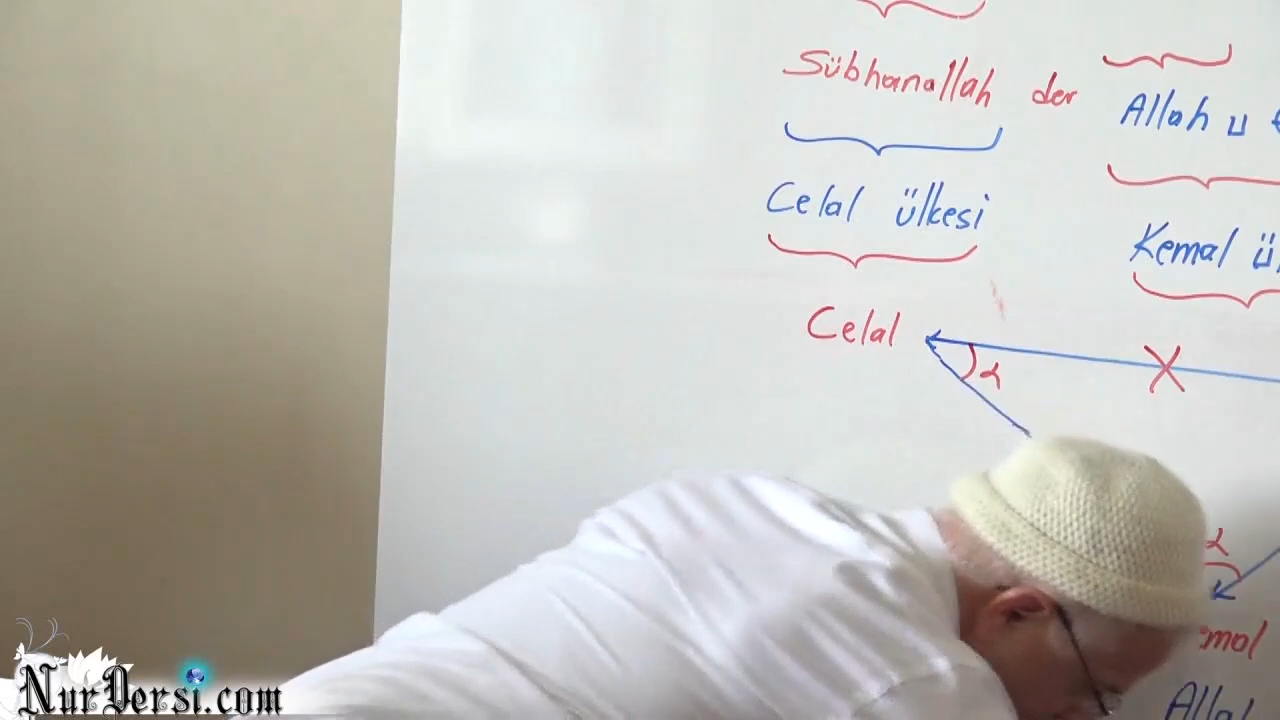 Sübhanallah der
Allah u
Celal ülkesi
Kemal
Celal
α
α
NurDersi.com